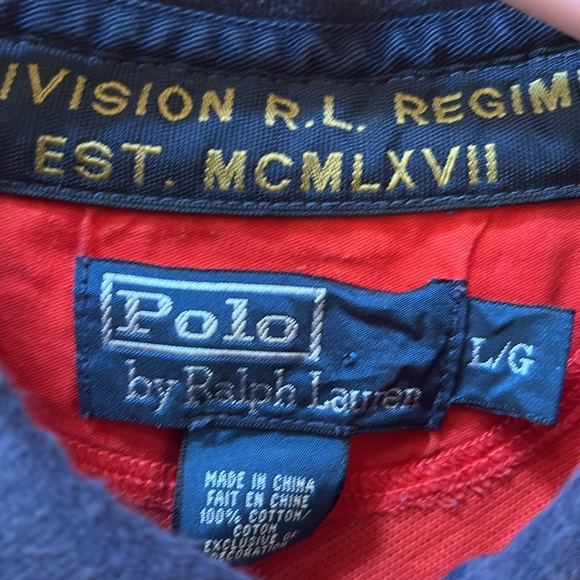 IVISION R.L. REGIM
EST. MCMLXVII
Polo
by Ralph Lauren
L/G
MADE IN CHINA
FAIT EN CHINE
100% COTTON/
COTON
EXCLUSIVE OF
DECORATION